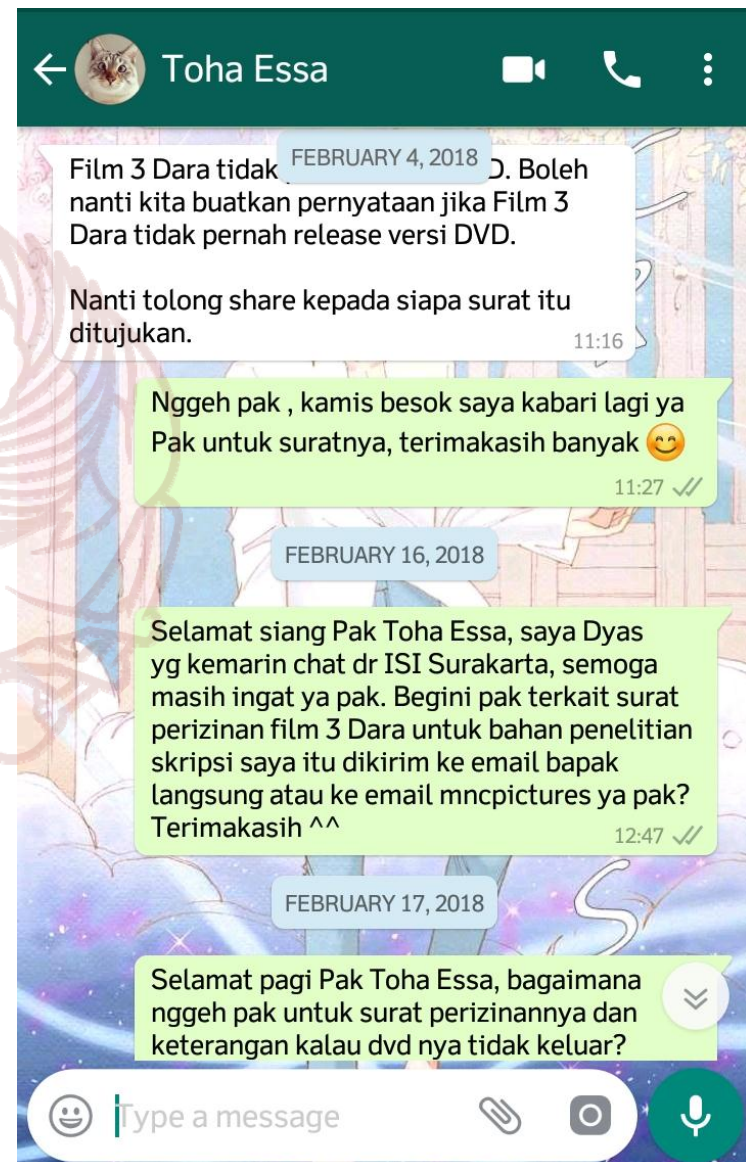 Toha Essa
FEBRUARY 4, 2018
Film 3 Dara tidak D. Boleh
nanti kita buatkan pernyataan jika Film 3
Dara tidak pernah release versi DVD.
Nanti tolong share kepada siapa surat itu
ditujukan.
11:16
Nggeh pak , kamis besok saya kabari lagi ya
Pak untuk suratnya, terimakasih banyak 😊
11:27
FEBRUARY 16, 2018
Selamat siang Pak Toha Essa, saya Dyas
yg kemarin chat dr ISI Surakarta, semoga
masih ingat ya pak. Begini pak terkait surat
perizinan film 3 Dara untuk bahan penelitian
skripsi saya itu dikirim ke email bapak
langsung atau ke email mncpictures ya pak?
Terimakasih ^^
12:47
FEBRUARY 17, 2018
Selamat pagi Pak Toha Essa, bagaimana
nggeh pak untuk surat perizinannya dan
keterangan kalau dvd nya tidak keluar?
Type a message